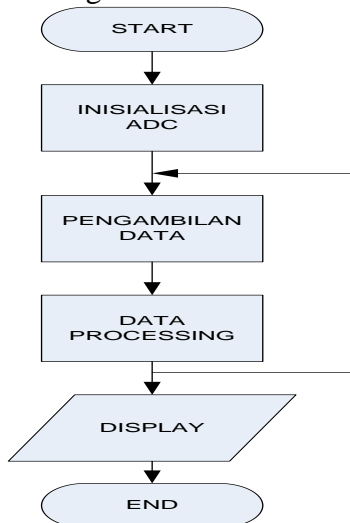 START
INISIALISASI
ADC
PENGAMBILAN
DATA
DATA
PROCESSING
DISPLAY
END